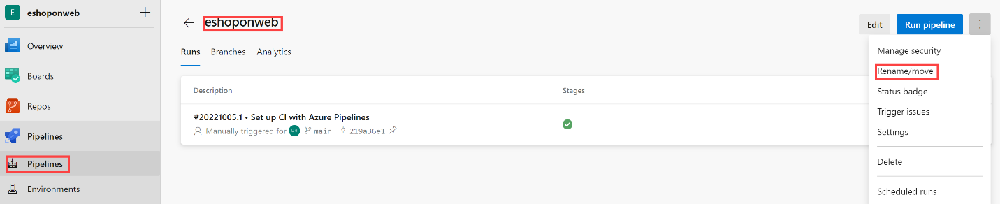 E eshoponweb +
Overview
Boards
Repos
Pipelines
Pipelines
Environments
eshoponweb
Edit
Run pipeline
Runs Branches Analytics
Description Stages
#20221005.1 • Set up CI with Azure Pipelines
Manually triggered for UH main 219a36e1
Manage security
Rename/move
Status badge
Trigger issues
Settings
Delete
Scheduled runs